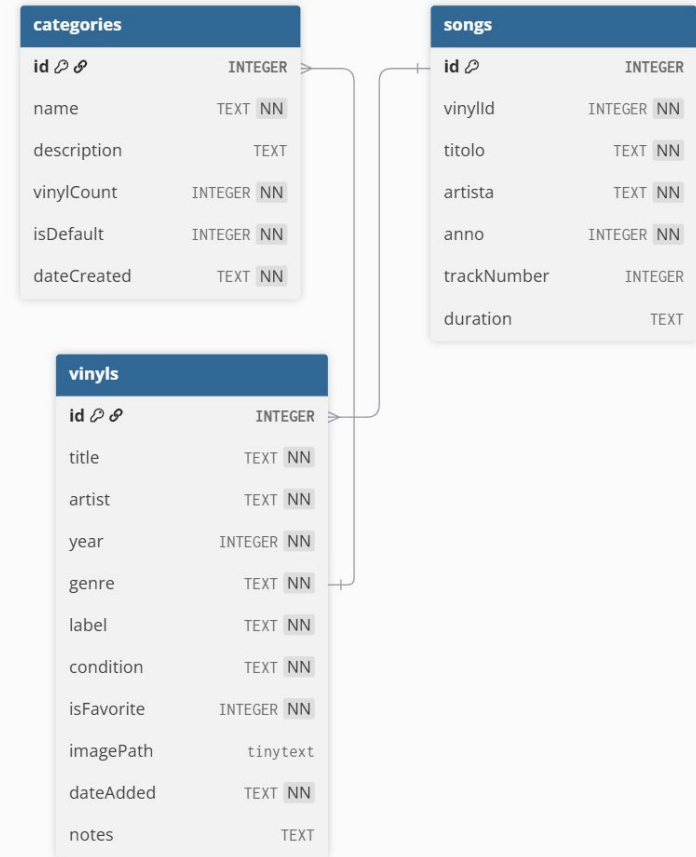 categories
id INTEGER
name TEXT NN
description TEXT
vinylCount INTEGER NN
isDefault INTEGER NN
dateCreated TEXT NN
songs
id INTEGER
vinylId INTEGER NN
titolo TEXT NN
artista TEXT NN
anno INTEGER NN
trackNumber INTEGER
duration TEXT
vinyls
id INTEGER
title TEXT NN
artist TEXT NN
year INTEGER NN
genre TEXT NN
label TEXT NN
condition TEXT NN
isFavorite INTEGER NN
imagePath tinytext
dateAdded TEXT NN
notes TEXT